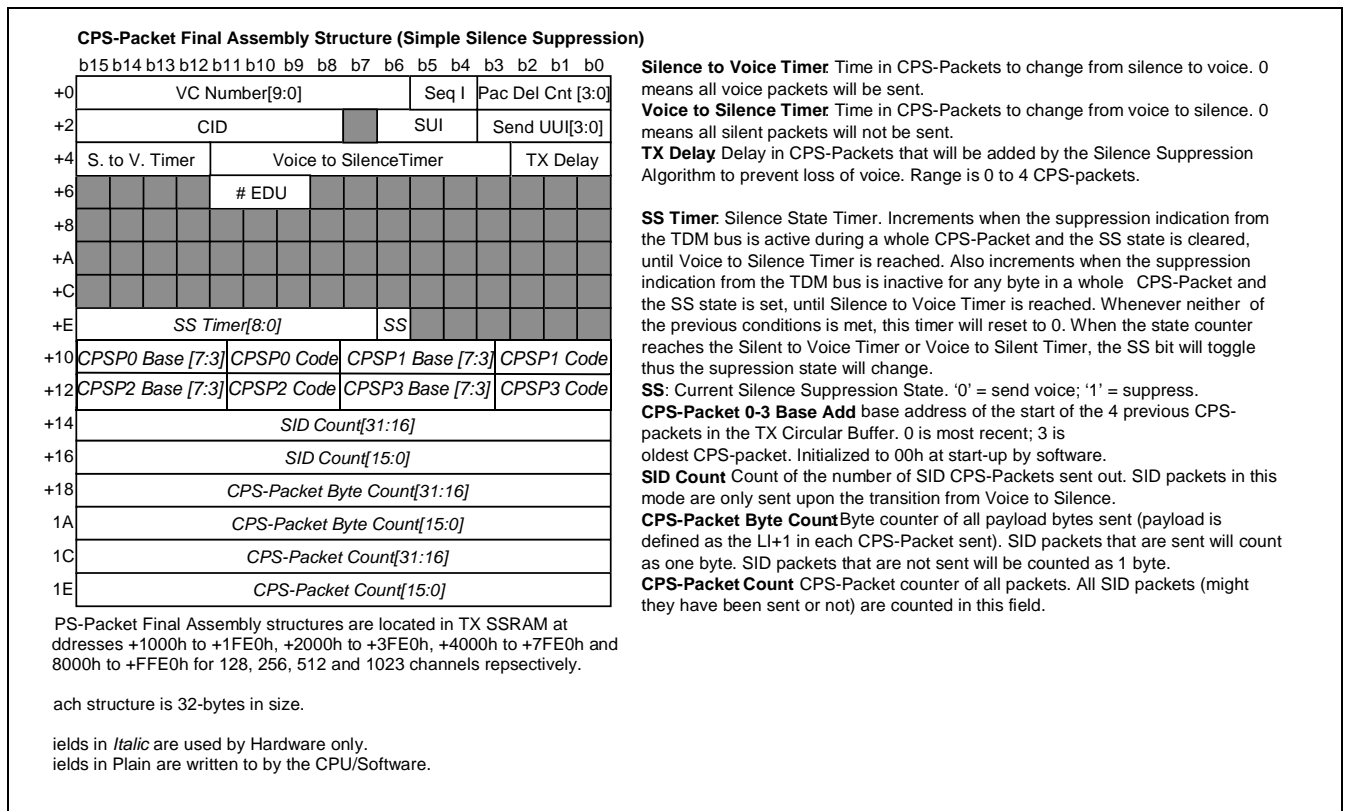 CPS-Packet Final Assembly Structure (Simple Silence Suppression)
b15 b14 b13 b12 b11 b10 b9 b8 b7 b6 b5 b4 b3 b2 b1 b0
+0 VC Number[9:0] Seq I Pac Del Cnt [3:0]
+2 CID SUI Send UUI[3:0]
+4 S. to V. Timer Voice to SilenceTimer TX Delay
+6 # EDU
+8
+A
+C
+E SS Timer[8:0] SS
+10 CPSP0 Base [7:3] CPSP0 Code CPSP1 Base [7:3] CPSP1 Code
+12 CPSP2 Base [7:3] CPSP2 Code CPSP3 Base [7:3] CPSP3 Code
+14 SID Count[31:16]
+16 SID Count[15:0]
+18 CPS-Packet Byte Count[31:16]
1A CPS-Packet Byte Count[15:0]
1C CPS-Packet Count[31:16]
1E CPS-Packet Count[15:0]
PS-Packet Final Assembly structures are located in TX SSRAM at
ddresses +1000h to +1FE0h, +2000h to +3FE0h, +4000h to +7FE0h and
8000h to +FFE0h for 128, 256, 512 and 1023 channels repsectively.
ach structure is 32-bytes in size.
ields in Italic are used by Hardware only.
ields in Plain are written to by the CPU/Software.
Silence to Voice Timer. Time in CPS-Packets to change from silence to voice. 0
means all voice packets will be sent.
Voice to Silence Timer. Time in CPS-Packets to change from voice to silence. 0
means all silent packets will not be sent.
TX Delay. Delay in CPS-Packets that will be added by the Silence Suppression
Algorithm to prevent loss of voice. Range is 0 to 4 CPS-packets.
SS Timer: Silence State Timer. Increments when the suppression indication from
the TDM bus is active during a whole CPS-Packet and the SS state is cleared,
until Voice to Silence Timer is reached. Also increments when the suppression
indication from the TDM bus is inactive for any byte in a whole CPS-Packet and
the SS state is set, until Silence to Voice Timer is reached. Whenever neither of
the previous conditions is met, this timer will reset to 0. When the state counter
reaches the Silent to Voice Timer or Voice to Silent Timer, the SS bit will toggle
thus the supression state will change.
SS: Current Silence Suppression State. ‘0’ = send voice; ‘1’ = suppress.
CPS-Packet 0-3 Base Add base address of the start of the 4 previous CPS-
packets in the TX Circular Buffer. 0 is most recent; 3 is
oldest CPS-packet. Initialized to 00h at start-up by software.
SID Count Count of the number of SID CPS-Packets sent out. SID packets in this
mode are only sent upon the transition from Voice to Silence.
CPS-Packet Byte Count Byte counter of all payload bytes sent (payload is
defined as the LI+1 in each CPS-Packet sent). SID packets that are sent will count
as one byte. SID packets that are not sent will be counted as 1 byte.
CPS-Packet Count CPS-Packet counter of all packets. All SID packets (might
they have been sent or not) are counted in this field.